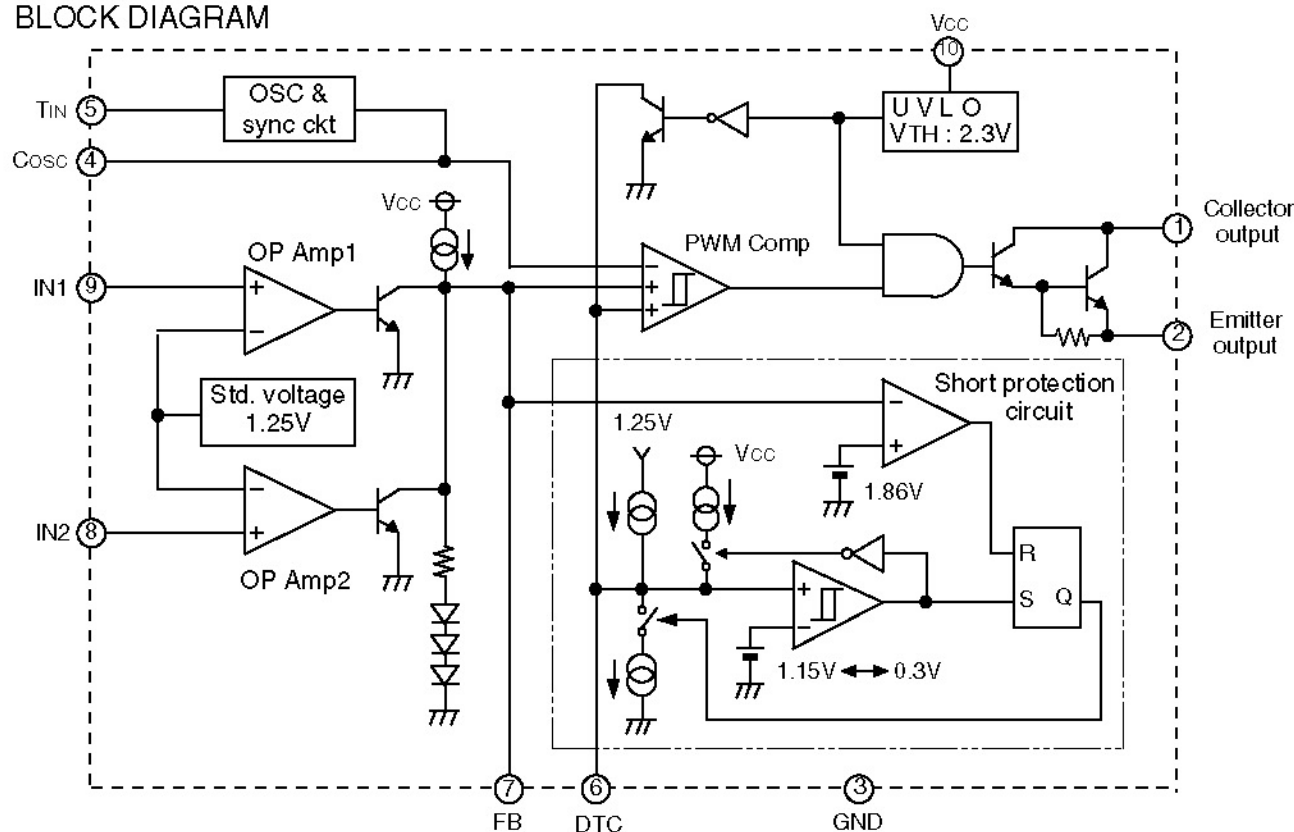 BLOCK DIAGRAM
VCC
10
TIN
5
OSC &
sync ckt
U V L O
VTH : 2.3V
COSC
4
VCC
Collector
output
1
OP Amp1
PWM Comp
IN1
9
+
−
−
+
+
Emitter
output
2
Std. voltage
1.25V
Short protection
circuit
−
+
1.25V
VCC
1.86V
−
+
IN2
8
OP Amp2
R
S
Q
+
−
1.15V
0.3V
7
6
3
FB
DTC
GND